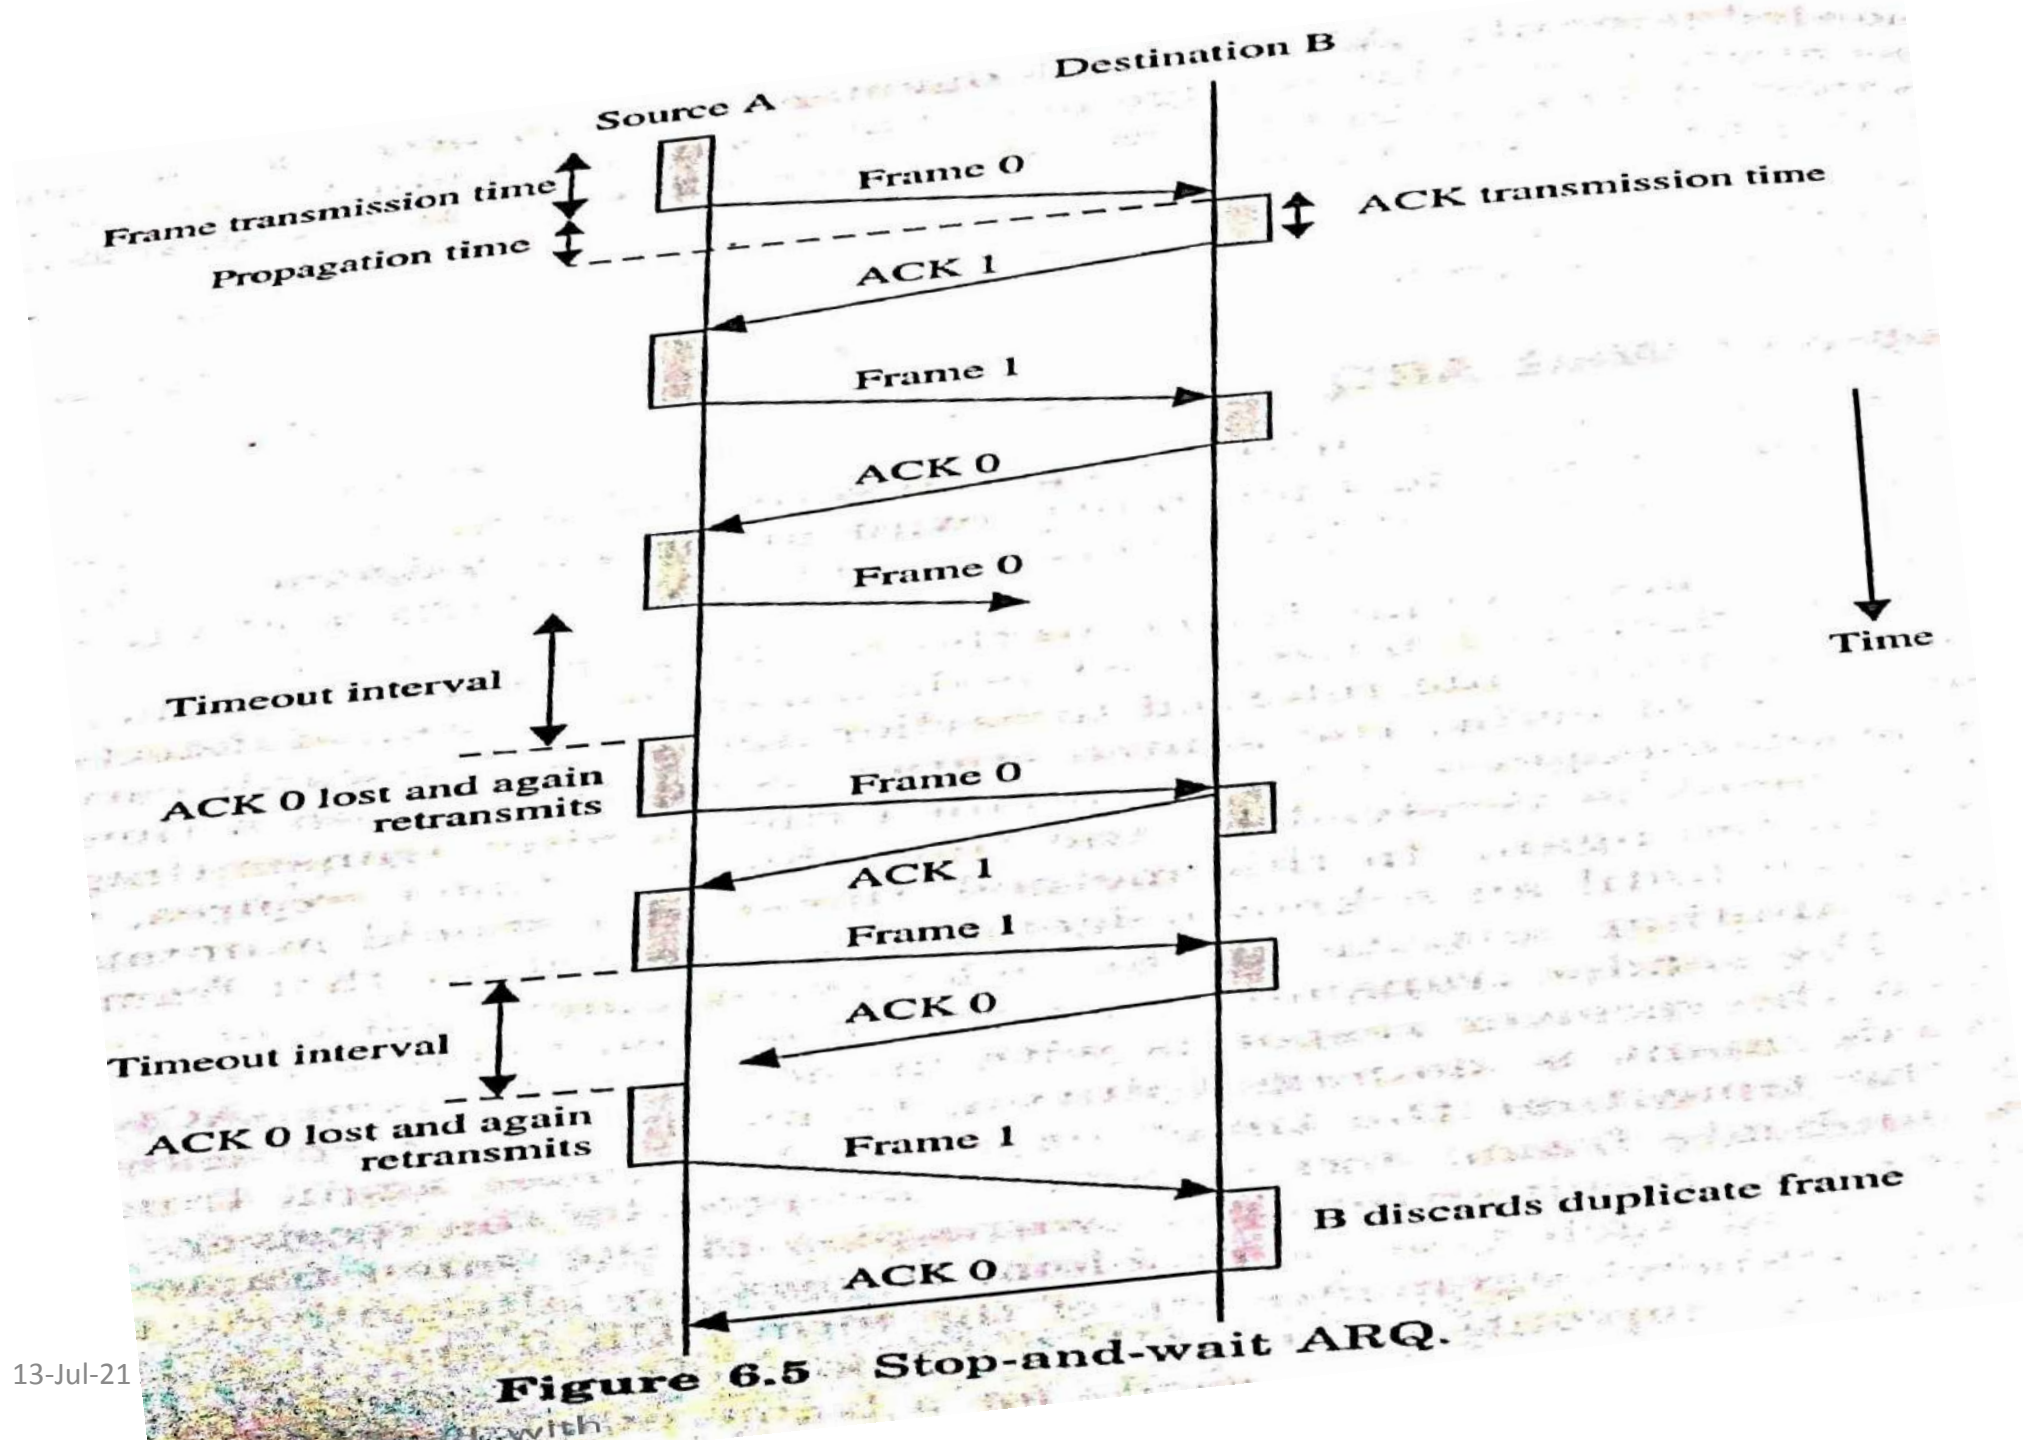 Destination B
Source A
Frame 0
Frame transmission time
ACK transmission time
Propagation time
ACK 1
Frame 1
ACK 0
Frame 0
Time
Timeout interval
Frame 0
ACK 0 lost and again
retransmits
ACK 1
Frame 1
ACK 0
Timeout interval
ACK 0 lost and again
retransmits
Frame 1
B discards duplicate frame
ACK 0
Figure 6.5 Stop-and-wait ARQ.
13-Jul-21
with